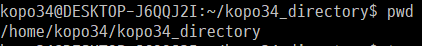 kopo34@DESKTOP-J6QQJ2I:~/kopo34_directory$ pwd
/home/kopo34/kopo34_directory